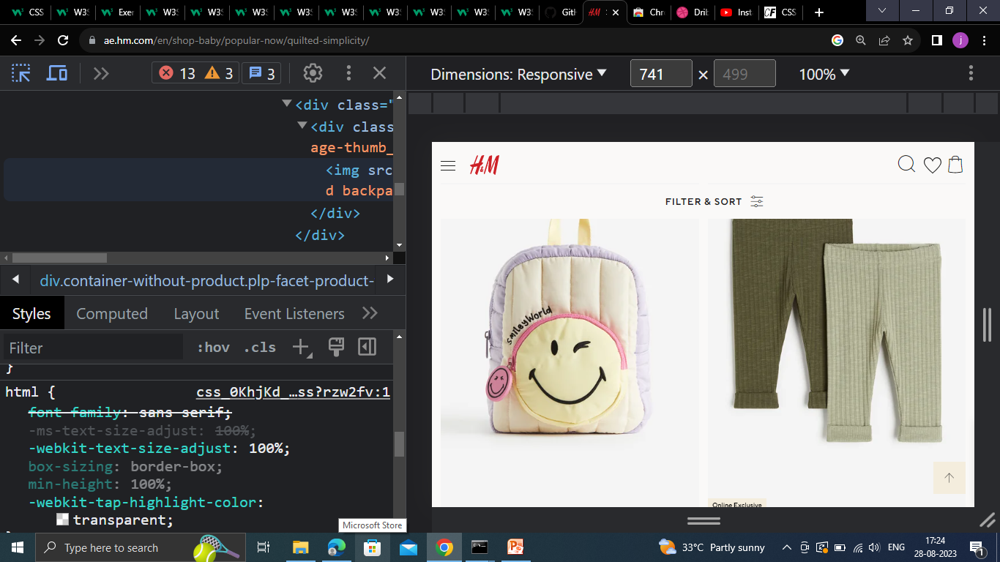 CSS W3S W3S Exer W3S W3S W3S W3S W3S W3S W3S W3S GitH H&M Chr Drib Inst CF CSS
ae.hm.com/en/shop-baby/popular-now/quilted-simplicity/ j
13 3 3 Dimensions: Responsive 741 × 499 100%
<div class="
<div class
age-thumb_
<img src
d backpa
</div>
</div>
div.container-without-product.plp-facet-product-
Styles Computed Layout Event Listeners
Filter :hov .cls
}
html { css_0KhjKd_…ss?rzw2fv:1
font-family: sans-serif;
-ms-text-size-adjust: 100%;
-webkit-text-size-adjust: 100%;
box-sizing: border-box;
min-height: 100%;
-webkit-tap-highlight-color:
transparent;
H&M
FILTER & SORT
smileyWorld
Online Exclusive
Microsoft Store
Type here to search
33°C Partly sunny ENG 17:24
28-08-2023 1